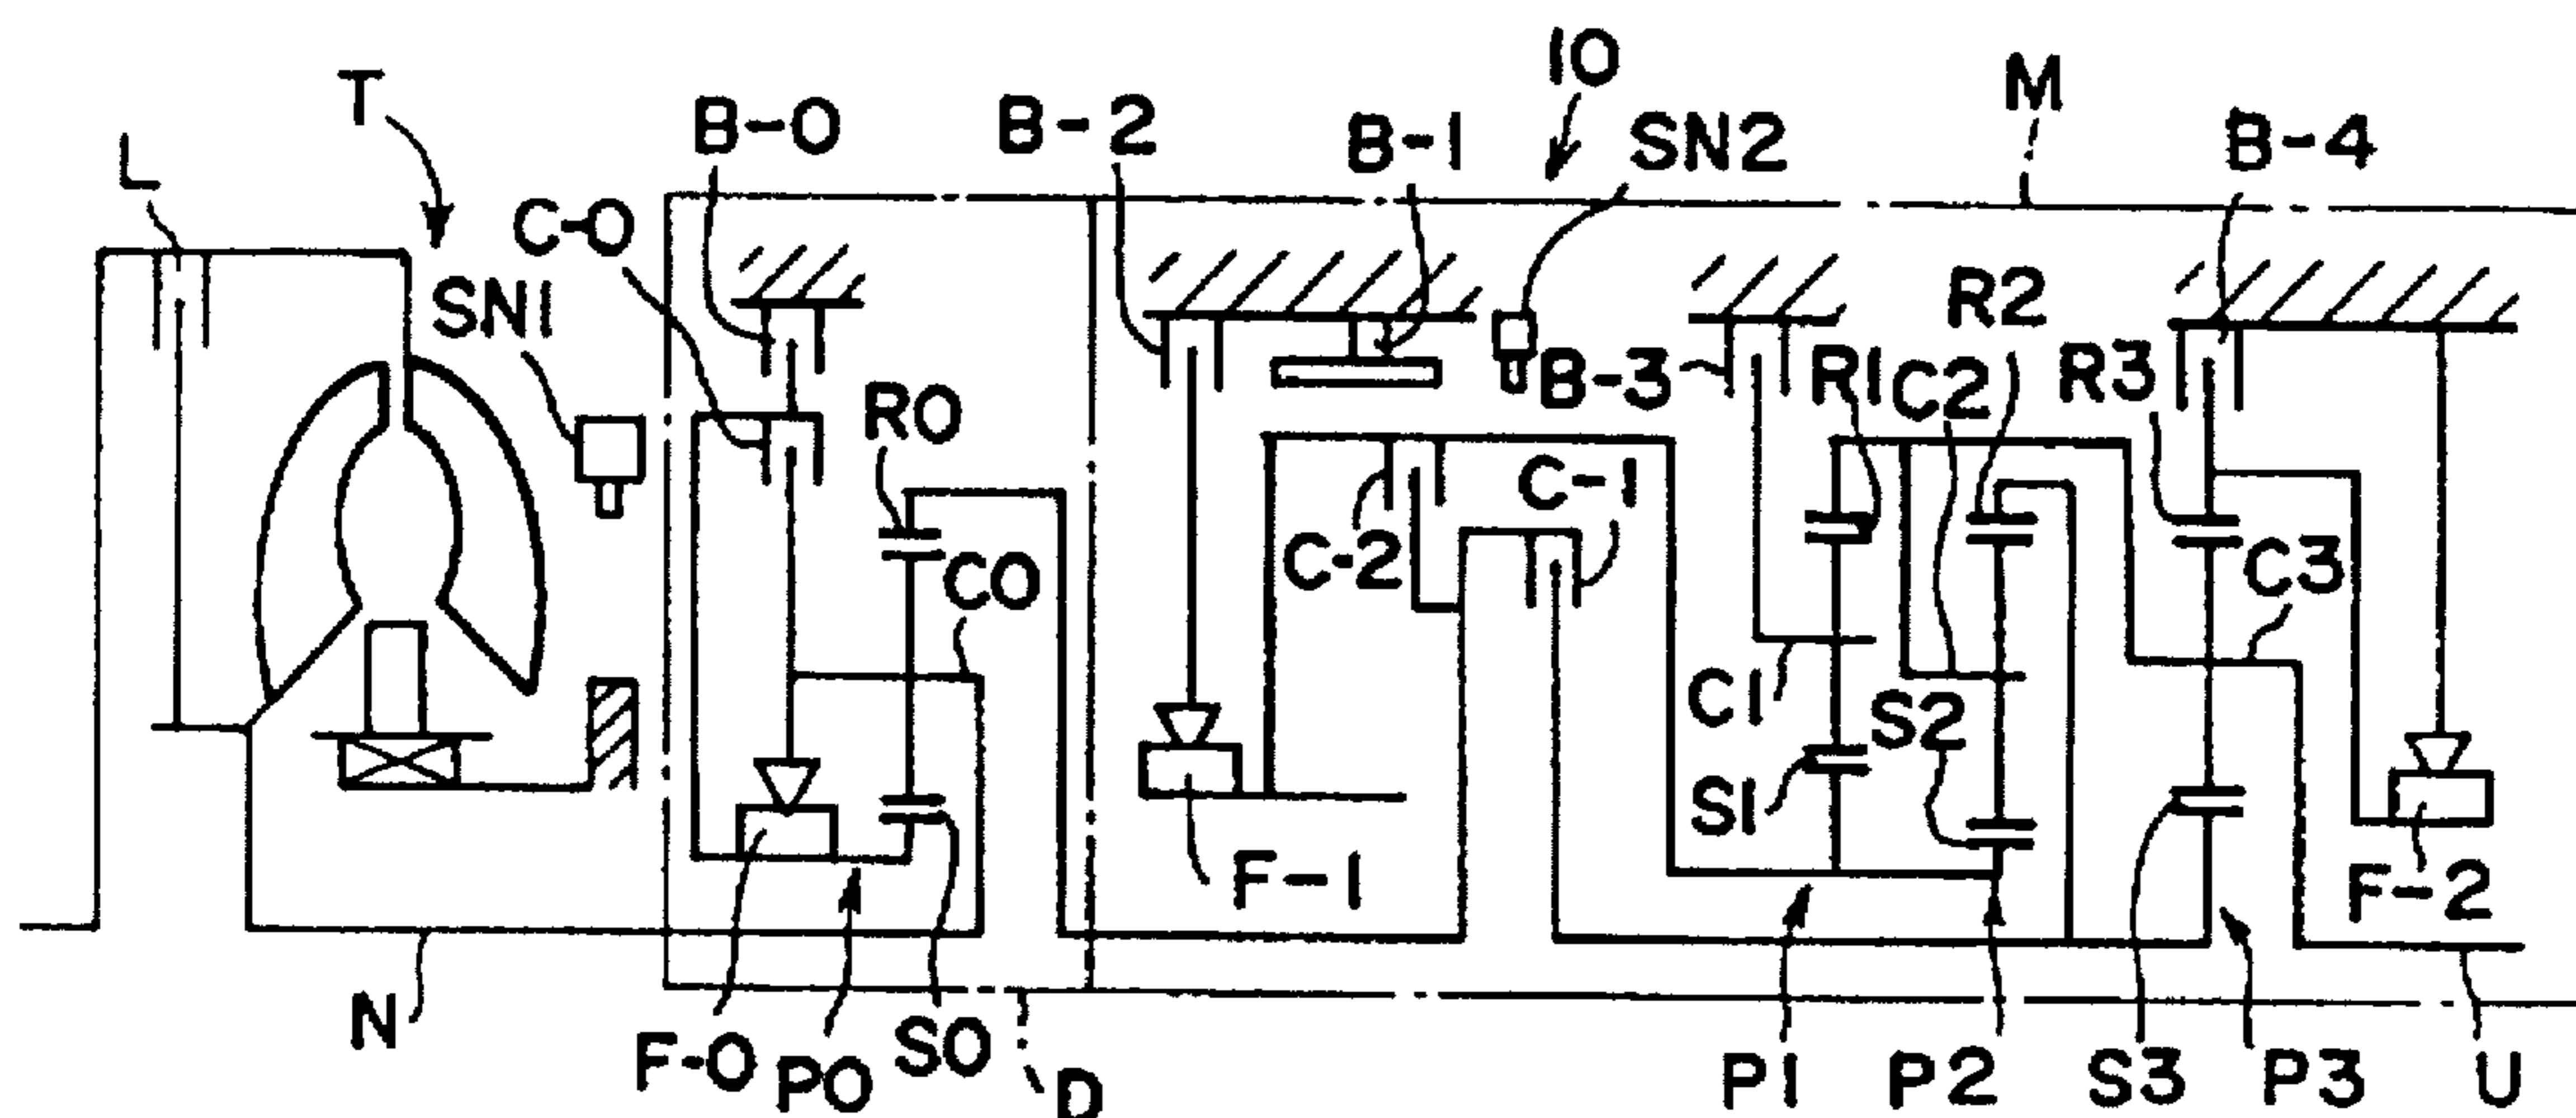 10
T
M
B-0
B-2
B-1
SN2
B-4
L
C-0
SN1
R2
B-3
R1
C2
R3
R0
C-1
C-2
C0
C3
C1
S2
S1
F-1
F-2
N
F-0
P0
S0
D
P1
P2
S3
P3
U